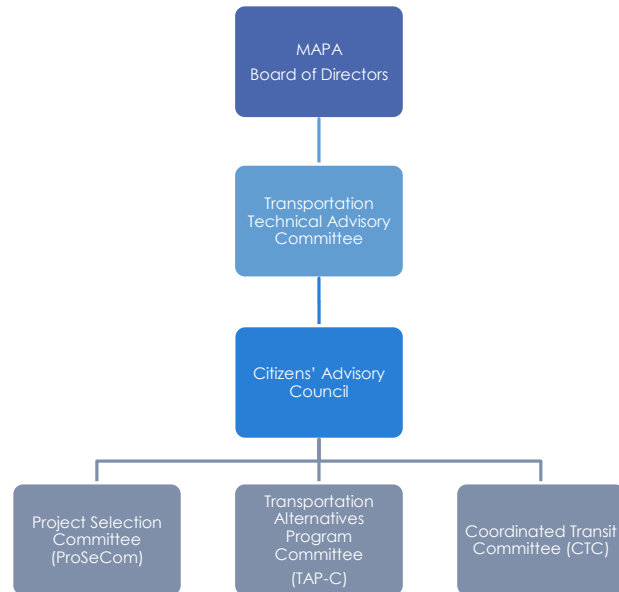 MAPA
Board of Directors
Transportation
Technical Advisory
Committee
Citizens’ Advisory
Council
Project Selection
Committee
(ProSeCom)
Transportation
Alternatives
Program
Committee
(TAP-C)
Coordinated Transit
Committee (CTC)